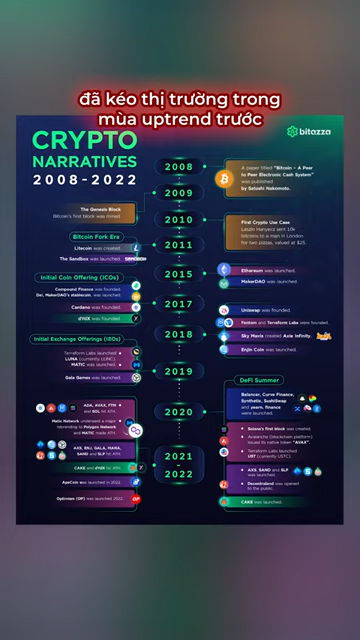 đã kéo thị trường trong
mùa uptrend trước
bitazza
CRYPTO
NARRATIVES
2008-2022
2008
A paper titled "Bitcoin - A Peer
to Peer Electronic Cash System"
was published
by Satoshi Nakomoto.
2009
The Genesis Block
Bitcoin's first block was mined
2010
First Crypto Use Case
Laszlo Hanyecz sent 10k
bitcoins to a man in London
for two pizzas, valued at $25.
Bitcoin Fork Era
2011
Litecoin was created.
The Sandbox was launched.
2015
Ethereum was launched.
MakerDAO was launched.
Initial Coin Offering (ICOs)
Compound Finance was founded.
Dai, MakerDAO's stablecoin, was launched.
Cardano was founded.
dYdX was founded.
2017
Uniswap was founded.
Fantom and Terraform Labs were founded.
2018
Sky Mavis created Axie Infinity.
Enjin Coin was launched.
Initial Exchange Offerings (IEOs)
Terraform Labs launched
LUNA (currently LUNC).
MATIC was launched.
Gala Games was launched.
2019
DeFi Summer
2020
Balancer, Curve Finance,
Synthetic, SushiSwap
and yearn, finance
were launched.
ADA, AVAX, FTM
and SOL hit ATH.
Matic Network underwent a major
rebranding to Polygon Network
and MATIC made ATH.
Solana's first block was created.
Avalanche (blockchain platform)
issued its native token "AVAX".
Terraform Labs launched
UST (currently USTC).
2021
-
2022
AXS, ENJ, GALA, MANA,
SAND and SLP hit ATH.
CAKE and dYdX hit ATH.
AXS, SAND and SLP
was launched.
Decentraland was opened
to the public.
ApeCoin was launched in 2022.
Optimism (OP) was launched 2022.
CAKE was launched.